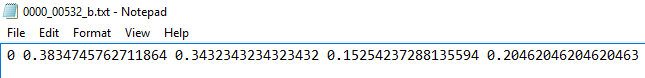 0000_00532_b.txt - Notepad
File Edit Format View Help
0 0.3834745762711864 0.3432343234323432 0.15254237288135594 0.20462046204620463